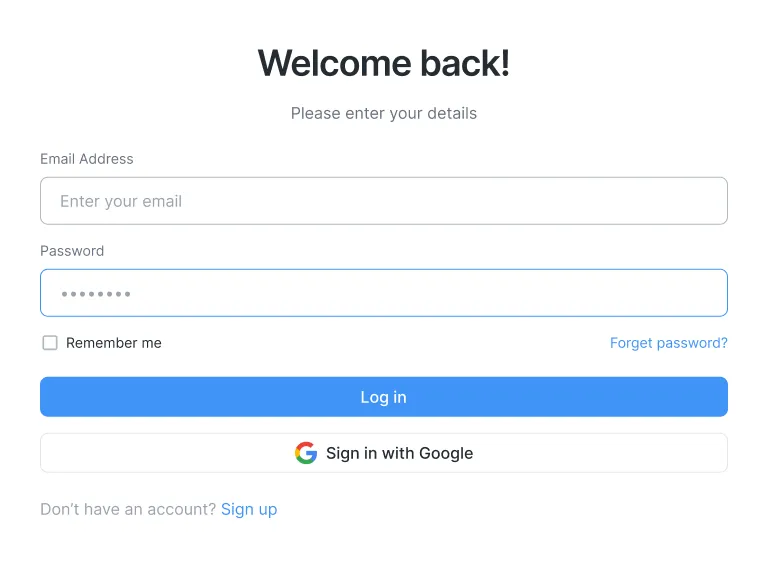 Welcome back!
Please enter your details
Email Address
Enter your email
Password
••••••••
Remember me Forget password?
Log in
Sign in with Google
Don’t have an account? Sign up